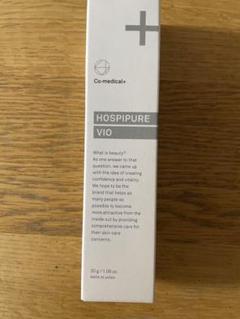 Co-medical+
HOSPIPURE
VIO
What is beauty?
As one answer to that
question, we came up
with the idea of creating
confidence and vitality.
We hope to be the
brand that helps as
many people as
possible to become
more attractive from the
inside out by providing
comprehensive care for
their skin care
concerns.
30 g / 1.06 oz.
MADE IN JAPAN